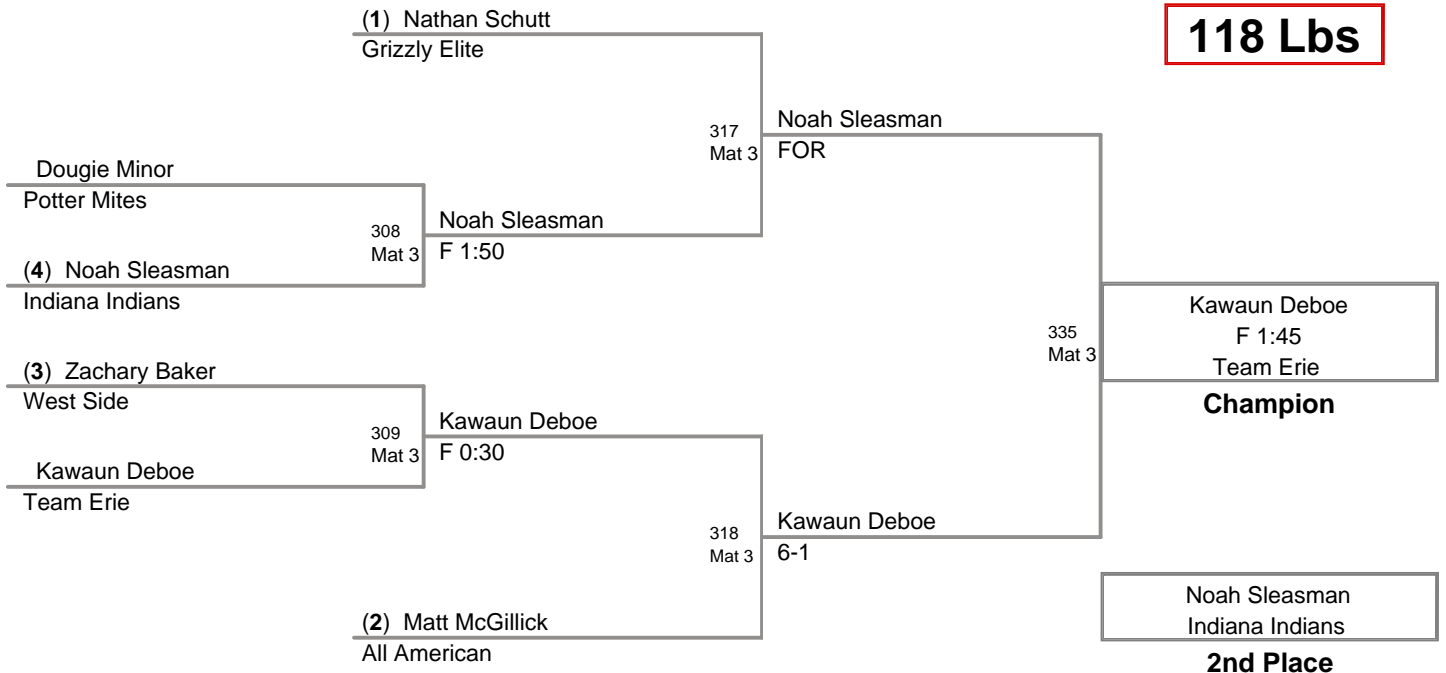 (1) Nathan Schutt
Grizzly Elite
118 Lbs
317
Mat 3
Noah Sleasman
FOR
Dougie Minor
Potter Mites
308
Mat 3
Noah Sleasman
F 1:50
(4) Noah Sleasman
Indiana Indians
335
Mat 3
Kawaun Deboe
F 1:45
Team Erie
Champion
(3) Zachary Baker
West Side
309
Mat 3
Kawaun Deboe
F 0:30
Kawaun Deboe
Team Erie
318
Mat 3
Kawaun Deboe
6-1
(2) Matt McGillick
All American
Noah Sleasman
Indiana Indians
2nd Place